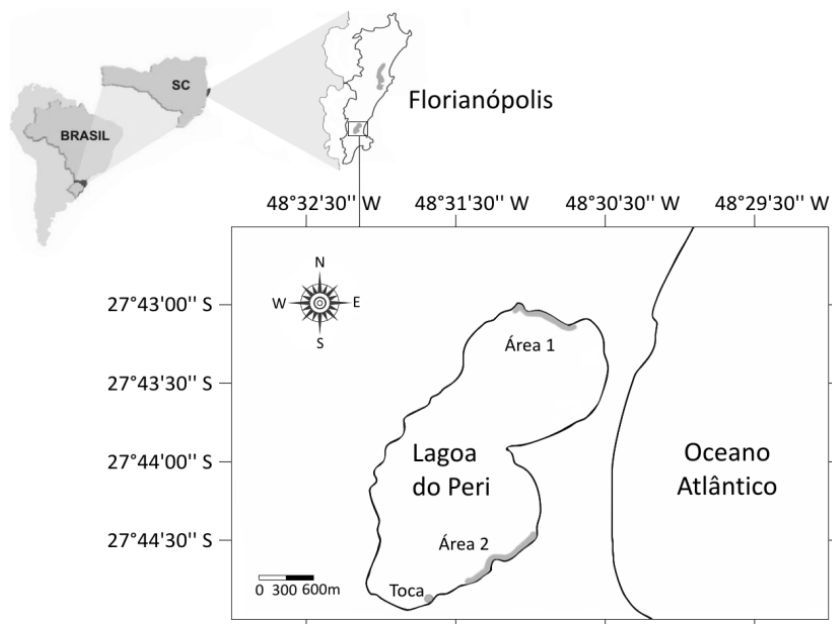 SC
BRASIL
Florianópolis
48°32'30'' W
48°31'30'' W
48°30'30'' W
48°29'30'' W
N
W
E
S
27°43'00'' S
27°43'30'' S
27°44'00'' S
27°44'30'' S
Área 1
Lagoa
do Peri
Oceano
Atlântico
Área 2
Toca
0 300 600m